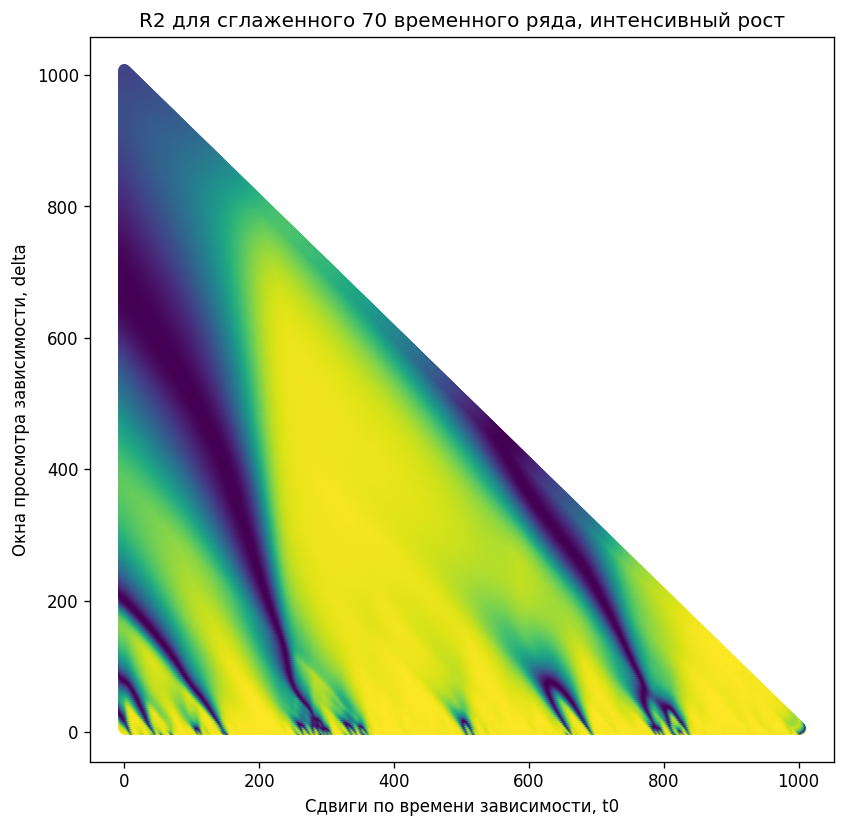 R2 для сглаженного 70 временного ряда, интенсивный рост
1000
800
600
400
200
0
Окна просмотра зависимости, delta
0 200 400 600 800 1000
Сдвиги по времени зависимости, t0